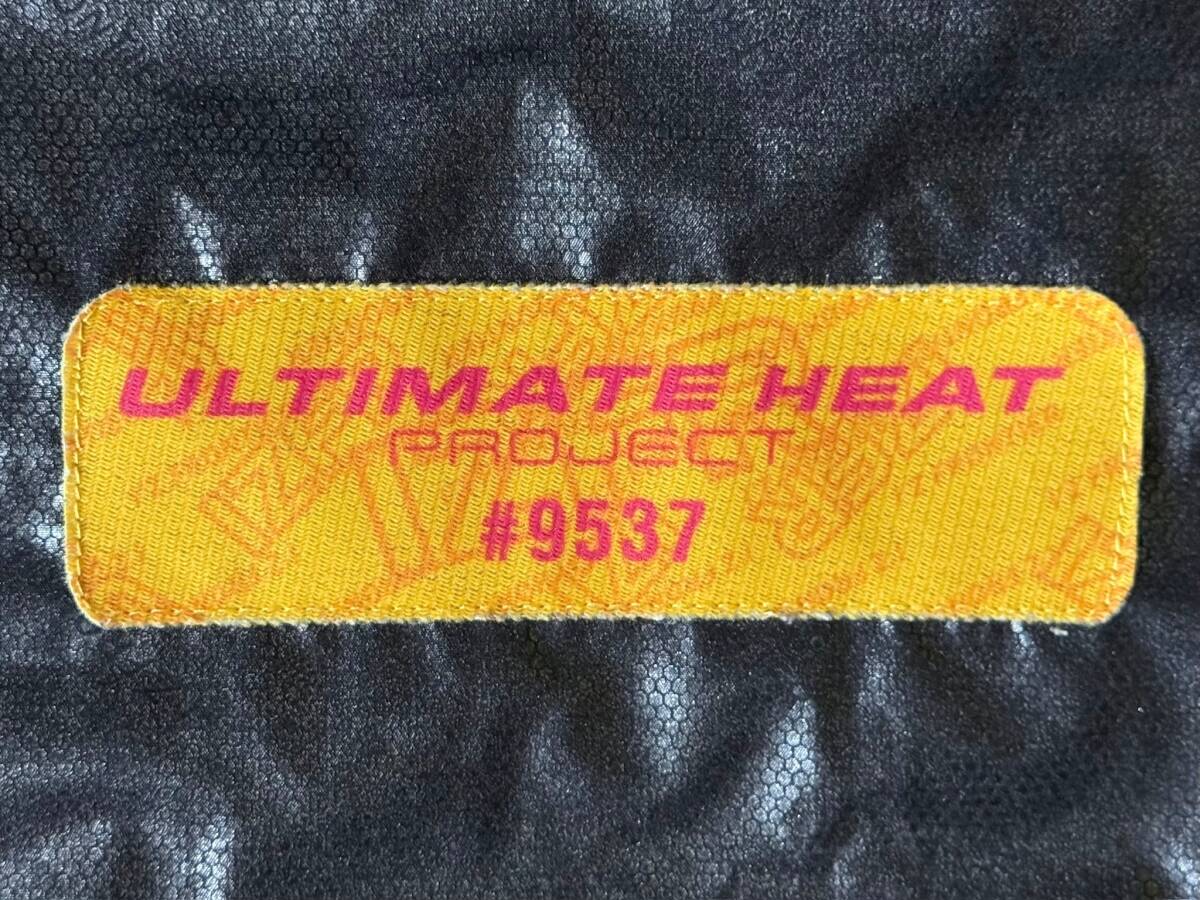 ULTIMATE HEAT
PROJECT
#9537